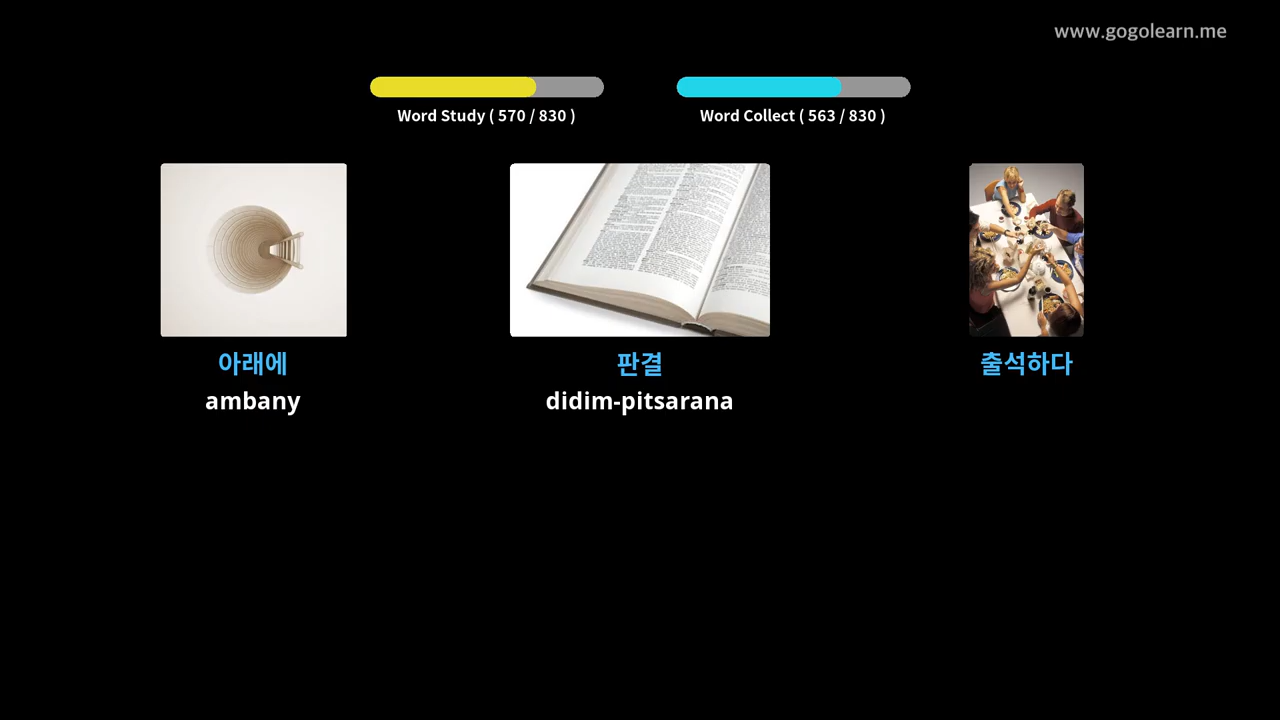 www.gogolearn.me
Word Study ( 570 / 830 )
Word Collect ( 563 / 830 )
아래에
ambany
판결
didim-pitsarana
출석하다